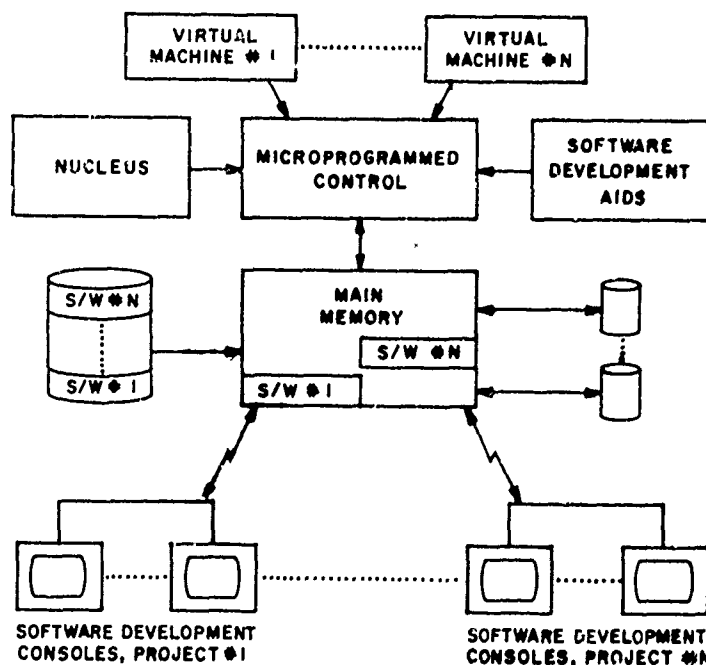 VIRTUAL
MACHINE #1
VIRTUAL
MACHINE #N
NUCLEUS
MICROPROGRAMMED
CONTROL
SOFTWARE
DEVELOPMENT
AIDS
S/W #N
S/W #1
MAIN
MEMORY
S/W #N
S/W #1
SOFTWARE DEVELOPMENT
CONSOLES, PROJECT #1
SOFTWARE DEVELOPMENT
CONSOLES, PROJECT #N